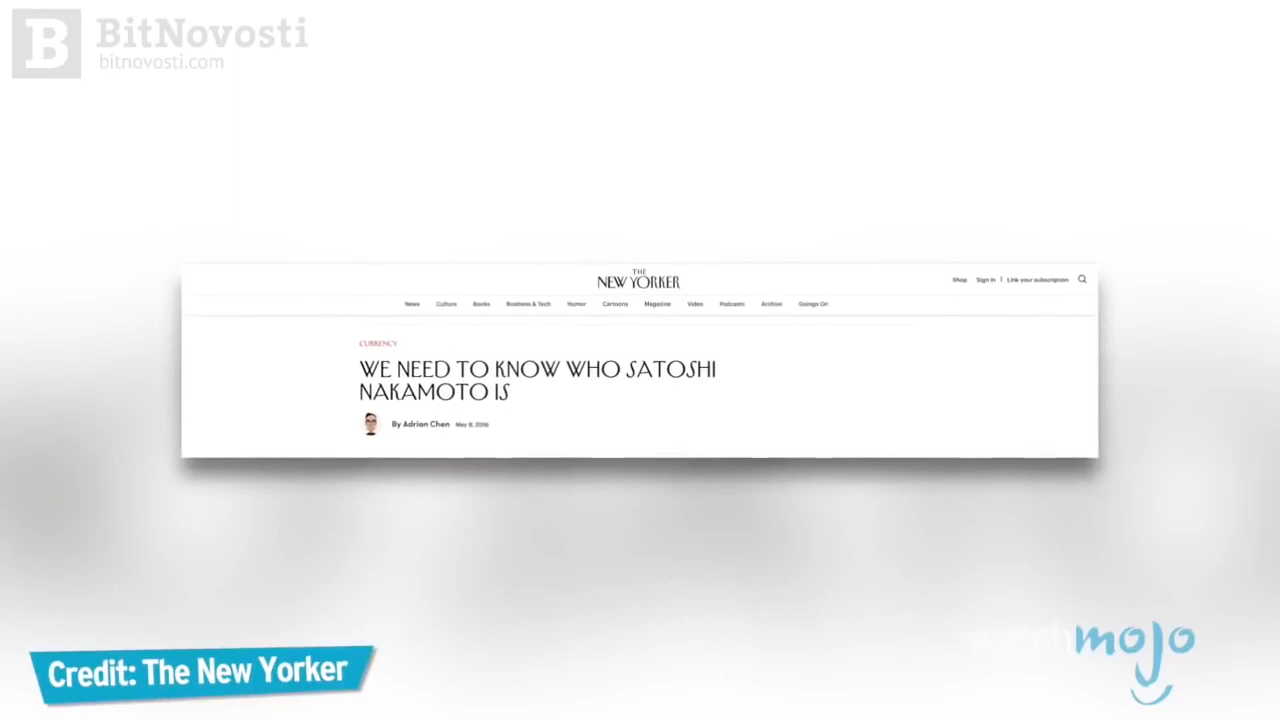 BitNovosti
bitnovosti.com
THE
NEW YORKER
Shop Sign in | Link your subscription
News Culture Books Business & Tech Humor Cartoons Magazine Video Podcasts Archive Goings On
CURRENCY
WE NEED TO KNOW WHO SATOSHI
NAKAMOTO IS
By Adrian Chen May 9, 2016
Credit: The New Yorker
watchmojo